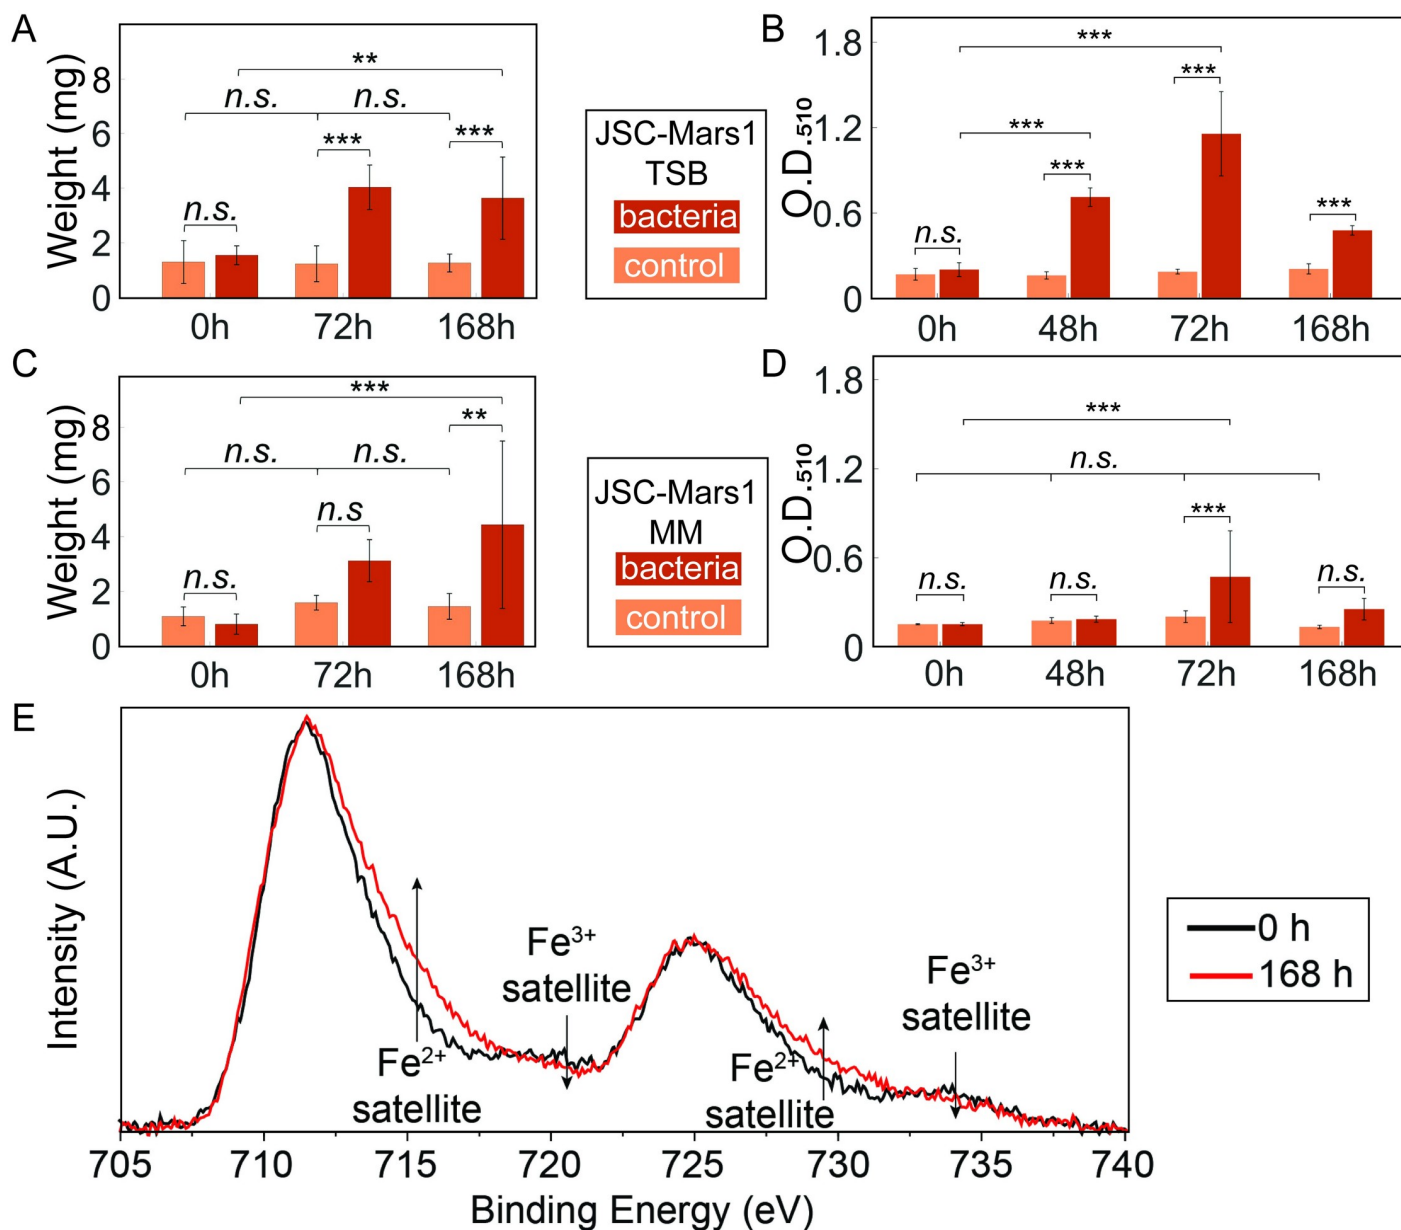 A
Weight (mg)
8
6
4
2
0
**
n.s.
n.s.
***
***
n.s.
0h
72h
168h
JSC-Mars1
TSB
bacteria
control
B
O.D.510
1.8
1.2
0.6
0
***
***
***
***
***
n.s.
0h
48h
72h
168h
C
Weight (mg)
8
6
4
2
0
***
**
n.s.
n.s.
n.s
n.s.
0h
72h
168h
JSC-Mars1
MM
bacteria
control
D
O.D.510
1.8
1.2
0.6
0
***
n.s.
***
n.s.
n.s.
n.s.
0h
48h
72h
168h
E
Intensity (A.U.)
Fe3+
satellite
Fe3+
satellite
Fe2+
satellite
Fe2+
satellite
0 h
168 h
705
710
715
720
725
730
735
740
Binding Energy (eV)